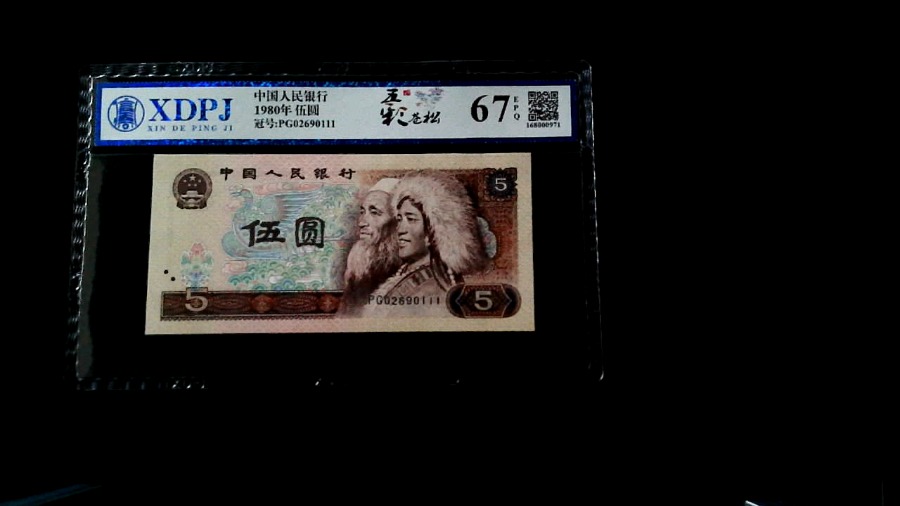 XDPJ
XIN DE PING JI
中国人民银行
1980年 伍圆
冠号:PG02690111
五彩苍松
67
EPQ
168000971
中国人民银行
5
伍圆
5
PG02690111
5